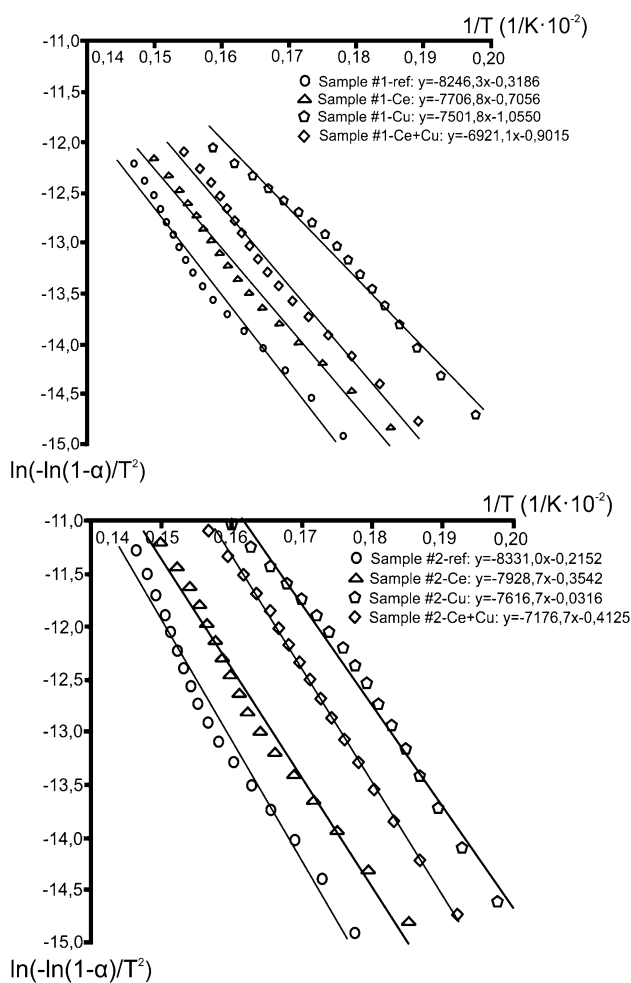 1/T (1/K·10⁻²)
-11,0
0,14 0,15 0,16 0,17 0,18 0,19 0,20
Sample #1-ref: y=-8246,3x-0,3186
-11,5
Sample #1-Ce: y=-7706,8x-0,7056
Sample #1-Cu: y=-7501,8x-1,0550
Sample #1-Ce+Cu: y=-6921,1x-0,9015
-12,0
-12,5
-13,0
-13,5
-14,0
-14,5
-15,0
ln(-ln(1-α)/T²)
1/T (1/K·10⁻²)
-11,0
0,14 0,15 0,16 0,17 0,18 0,19 0,20
Sample #2-ref: y=-8331,0x-0,2152
-11,5
Sample #2-Ce: y=-7928,7x-0,3542
Sample #2-Cu: y=-7616,7x-0,0316
Sample #2-Ce+Cu: y=-7176,7x-0,4125
-12,0
-12,5
-13,0
-13,5
-14,0
-14,5
-15,0
ln(-ln(1-α)/T²)